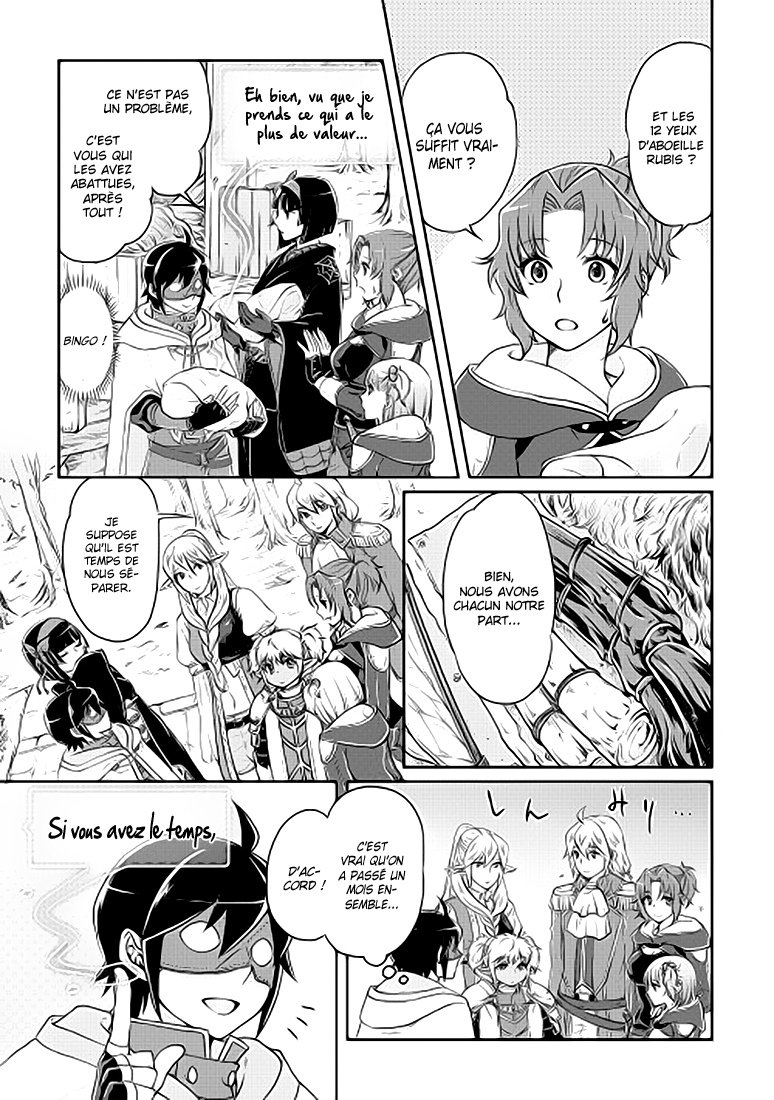 ET LES
12 YEUX
D'ABOEILLE
RUBIS ?
ÇA VOUS
SUFFIT VRAI-
MENT ?
Eh bien, vu que je
prends ce qui a le
plus de valeur...
CE N'EST PAS
UN PROBLÈME,
C'EST
VOUS QUI
LES AVEZ
ABATTUES,
APRÈS
TOUT !
BINGO !
BIEN,
NOUS AVONS
CHACUN NOTRE
PART...
JE
SUPPOSE
QU'IL EST
TEMPS DE
NOUS SÉ-
PARER.
しんみり...
C'EST
VRAI QU'ON
A PASSÉ UN
MOIS EN-
SEMBLE...
D'AC-
CORD !
Si vous avez le temps,